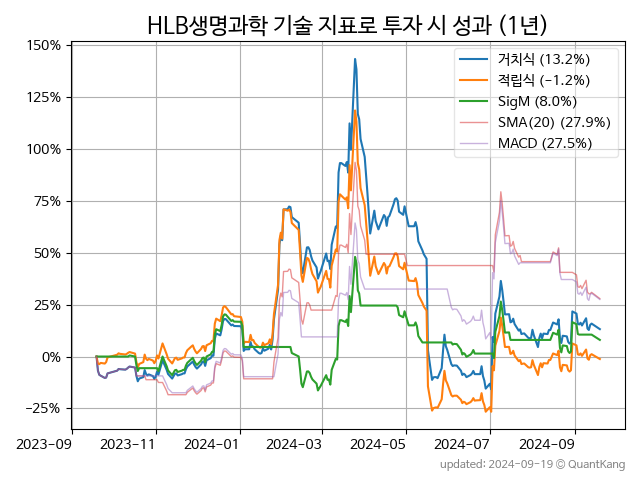 HLB생명과학 기술 지표로 투자 시 성과 (1년)
150%
125%
100%
75%
50%
25%
0%
−25%
거치식 (13.2%)
적립식 (-1.2%)
SigM (8.0%)
SMA(20) (27.9%)
MACD (27.5%)
2023-09
2023-11
2024-01
2024-03
2024-05
2024-07
2024-09
updated: 2024-09-19 @ QuantKang